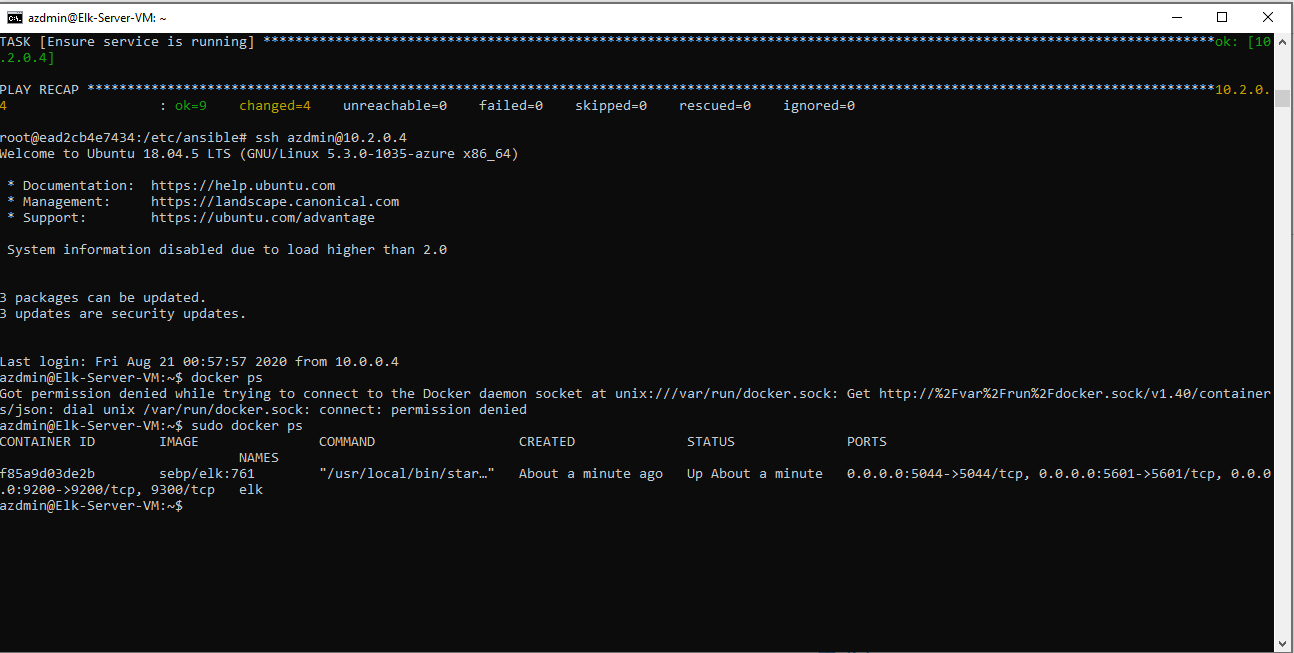 azdmin@Elk-Server-VM: ~
TASK [Ensure service is running] ***********************************************************************************************************************ok: [10
.2.0.4]
PLAY RECAP *********************************************************************************************************************************************10.2.0.
4                    : ok=9    changed=4    unreachable=0    failed=0    skipped=0    rescued=0    ignored=0
root@ead2cb4e7434:/etc/ansible# ssh azdmin@10.2.0.4
Welcome to Ubuntu 18.04.5 LTS (GNU/Linux 5.3.0-1035-azure x86_64)
* Documentation:  https://help.ubuntu.com
* Management:     https://landscape.canonical.com
* Support:        https://ubuntu.com/advantage
System information disabled due to load higher than 2.0
3 packages can be updated.
3 updates are security updates.
Last login: Fri Aug 21 00:57:57 2020 from 10.0.0.4
azdmin@Elk-Server-VM:~$ docker ps
Got permission denied while trying to connect to the Docker daemon socket at unix:///var/run/docker.sock: Get http://%2Fvar%2Frun%2Fdocker.sock/v1.40/container
s/json: dial unix /var/run/docker.sock: connect: permission denied
azdmin@Elk-Server-VM:~$ sudo docker ps
CONTAINER ID        IMAGE               COMMAND                  CREATED              STATUS              PORTS
NAMES
f85a9d03de2b        sebp/elk:761        "/usr/local/bin/star…"   About a minute ago   Up About a minute   0.0.0.0:5044->5044/tcp, 0.0.0.0:5601->5601/tcp, 0.0.0
.0:9200->9200/tcp, 9300/tcp   elk
azdmin@Elk-Server-VM:~$